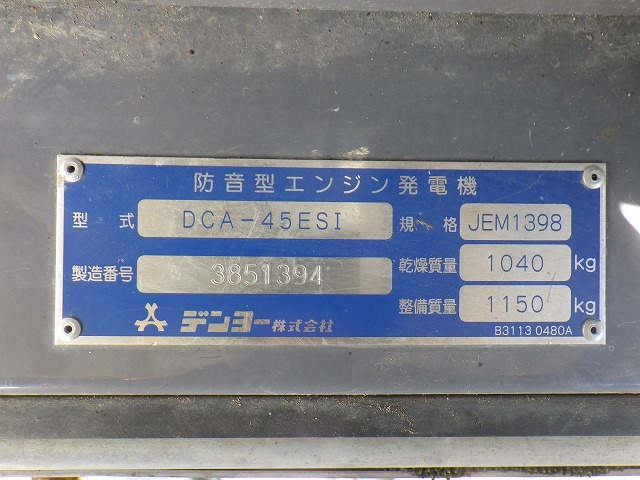 防音型エンジン発電機
型式 DCA-45ESI 規格 JEM1398
製造番号 3851394 乾燥質量 1040 kg
整備質量 1150 kg
デンヨー株式会社
B3113 0480A